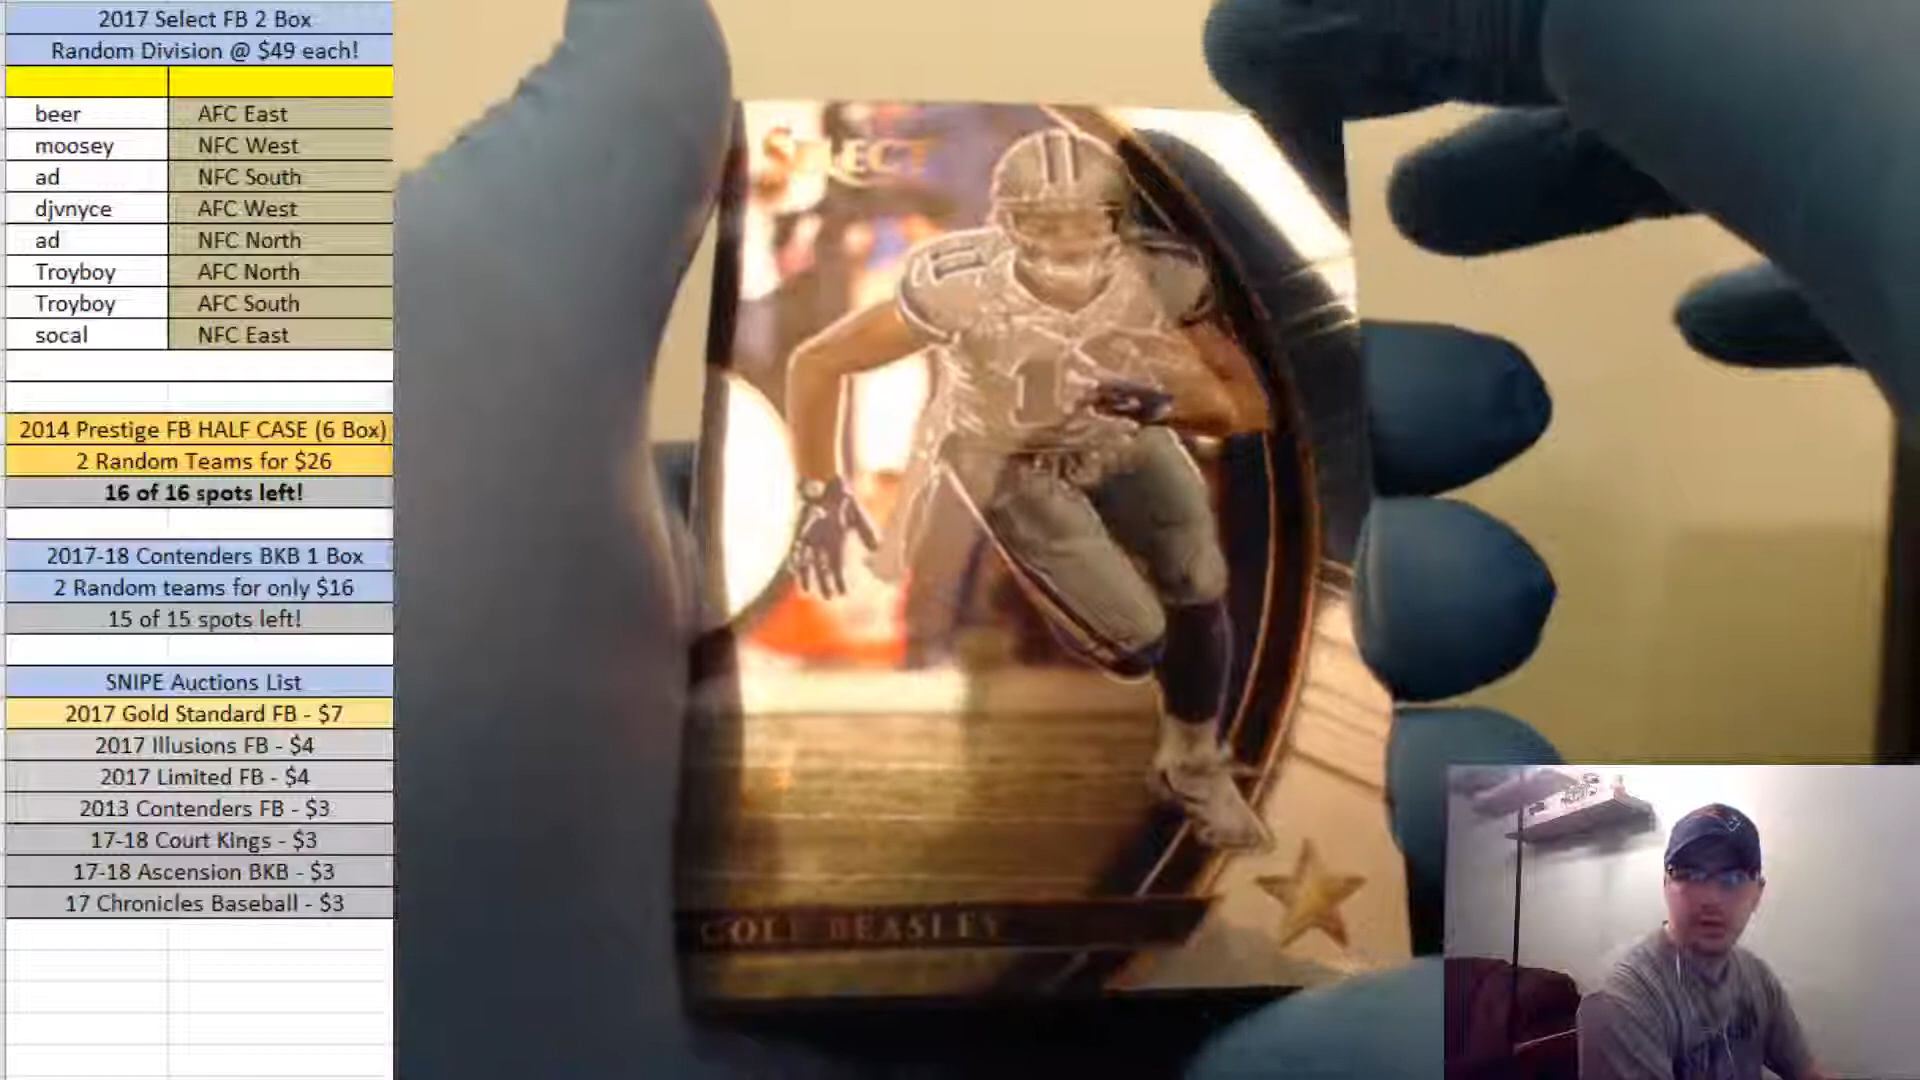 2017 Select FB 2 Box
Random Division @ $49 each!
beer AFC East
moosey NFC West
ad NFC South
djvnyce AFC West
ad NFC North
Troyboy AFC North
Troyboy AFC South
socal NFC East
2014 Prestige FB HALF CASE (6 Box)
2 Random Teams for $26
16 of 16 spots left!
2017-18 Contenders BKB 1 Box
2 Random teams for only $16
15 of 15 spots left!
SNIPE Auctions List
2017 Gold Standard FB - $7
2017 Illusions FB - $4
2017 Limited FB - $4
2013 Contenders FB - $3
17-18 Court Kings - $3
17-18 Ascension BKB - $3
17 Chronicles Baseball - $3
SELECT
1
COLE BEASLEY